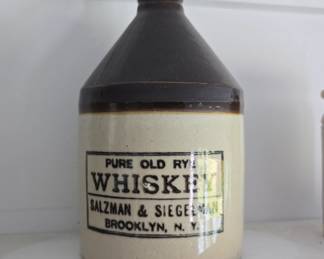 PURE OLD RYE
WHISKEY
SALZMAN & SIEGELMAN
BROOKLYN, N. Y.